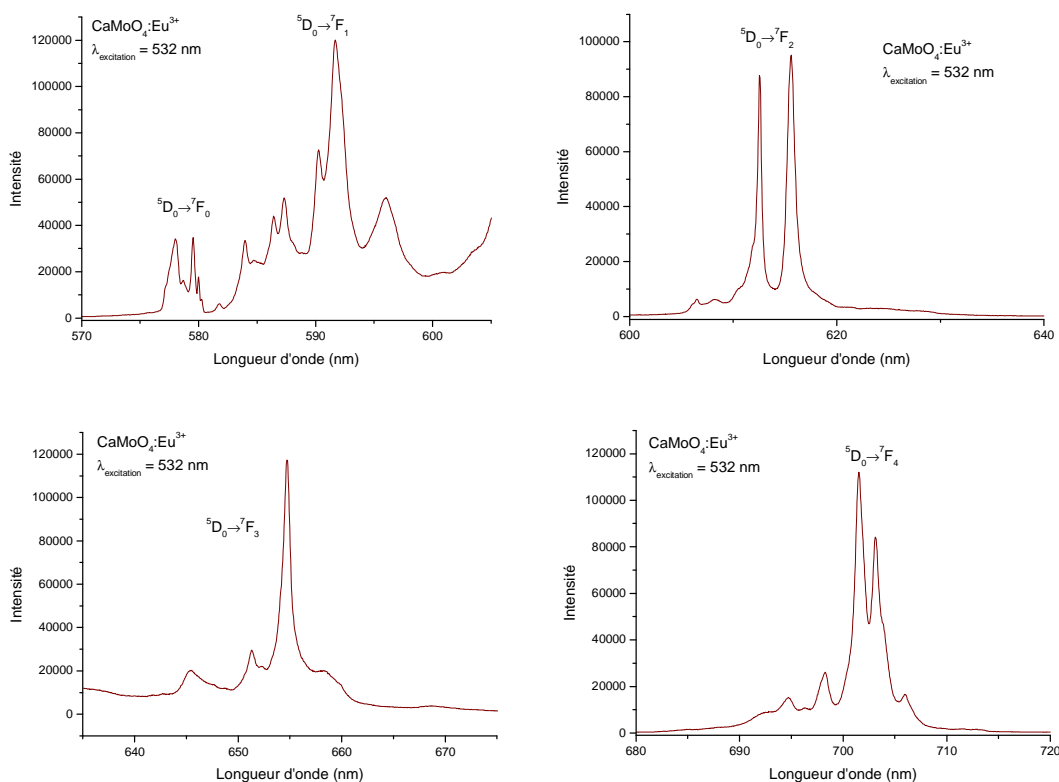 CaMoO₄:Eu³⁺
λexcitation = 532 nm
⁵D₀→⁷F₁
⁵D₀→⁷F₀
Intensité
120000
100000
80000
60000
40000
20000
0
570 580 590 600
Longueur d'onde (nm)
⁵D₀→⁷F₂
CaMoO₄:Eu³⁺
λexcitation = 532 nm
Intensité
100000
80000
60000
40000
20000
0
600 620 640
Longueur d'onde (nm)
CaMoO₄:Eu³⁺
λexcitation = 532 nm
⁵D₀→⁷F₃
Intensité
120000
100000
80000
60000
40000
20000
0
640 650 660 670
Longueur d'onde (nm)
CaMoO₄:Eu³⁺
λexcitation = 532 nm
⁵D₀→⁷F₄
Intensité
120000
100000
80000
60000
40000
20000
0
680 690 700 710 720
Longueur d'onde (nm)